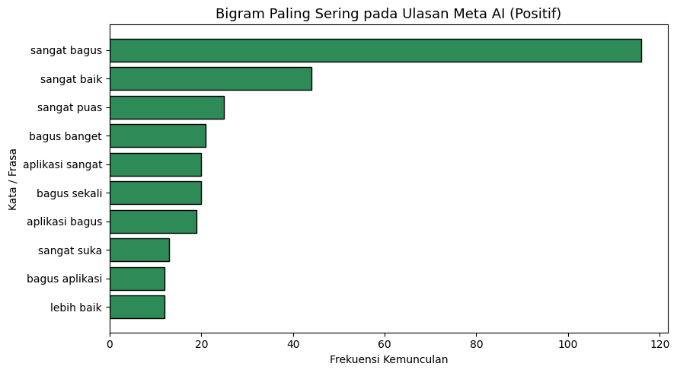 Bigram Paling Sering pada Ulasan Meta AI (Positif)
Kata / Frasa
sangat bagus
sangat baik
sangat puas
bagus banget
aplikasi sangat
bagus sekali
aplikasi bagus
sangat suka
bagus aplikasi
lebih baik
0 20 40 60 80 100 120
Frekuensi Kemunculan